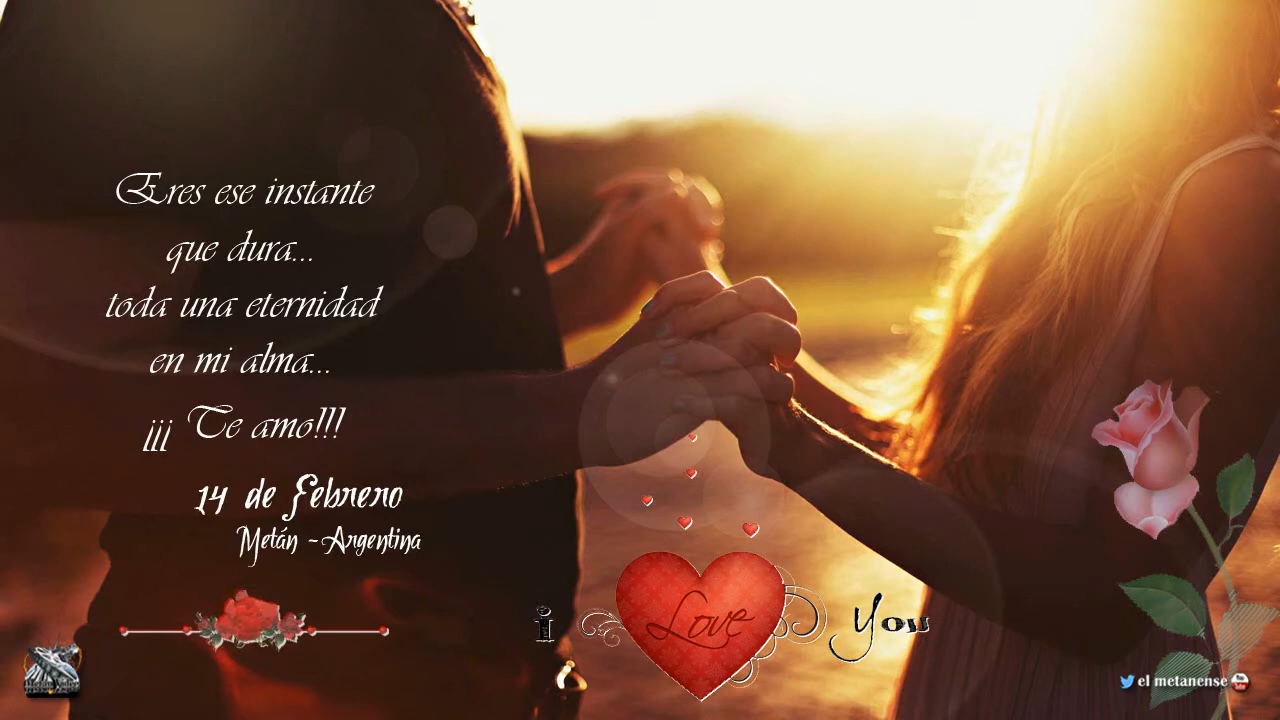 Eres ese instante
que dura...
toda una eternidad
en mi alma...
¡¡¡ Te amo!!!
14 de Febrero
Metán - Argentina
i Love You
el metanense